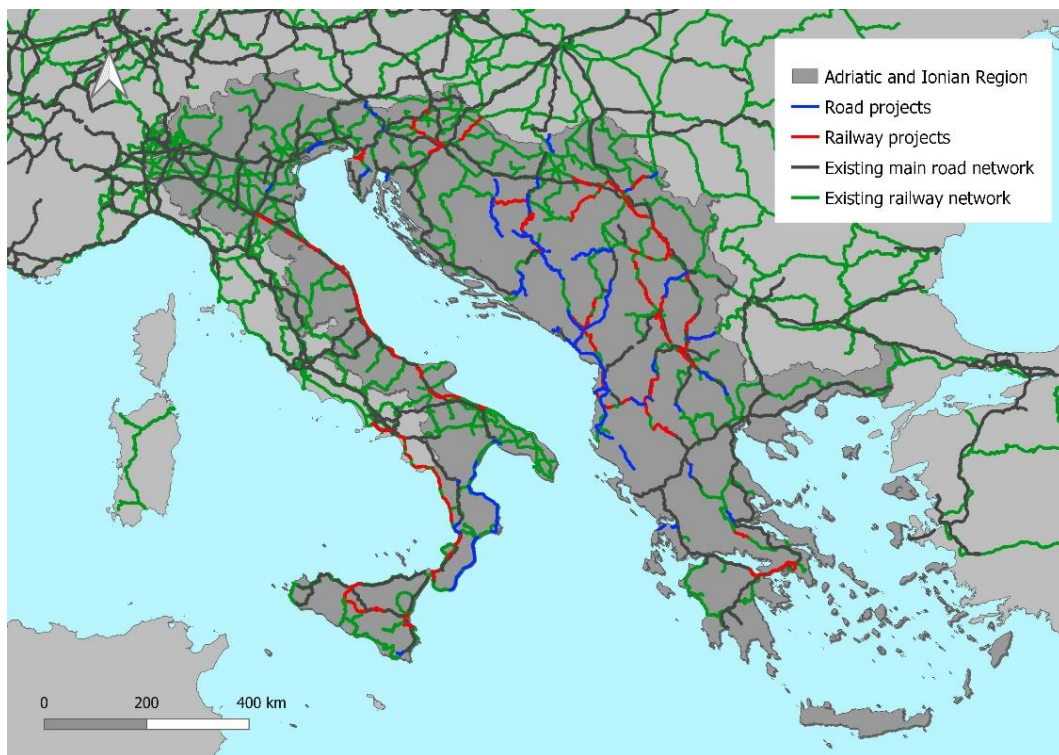 Adriatic and Ionian Region
Road projects
Railway projects
Existing main road network
Existing railway network
0 200 400 km